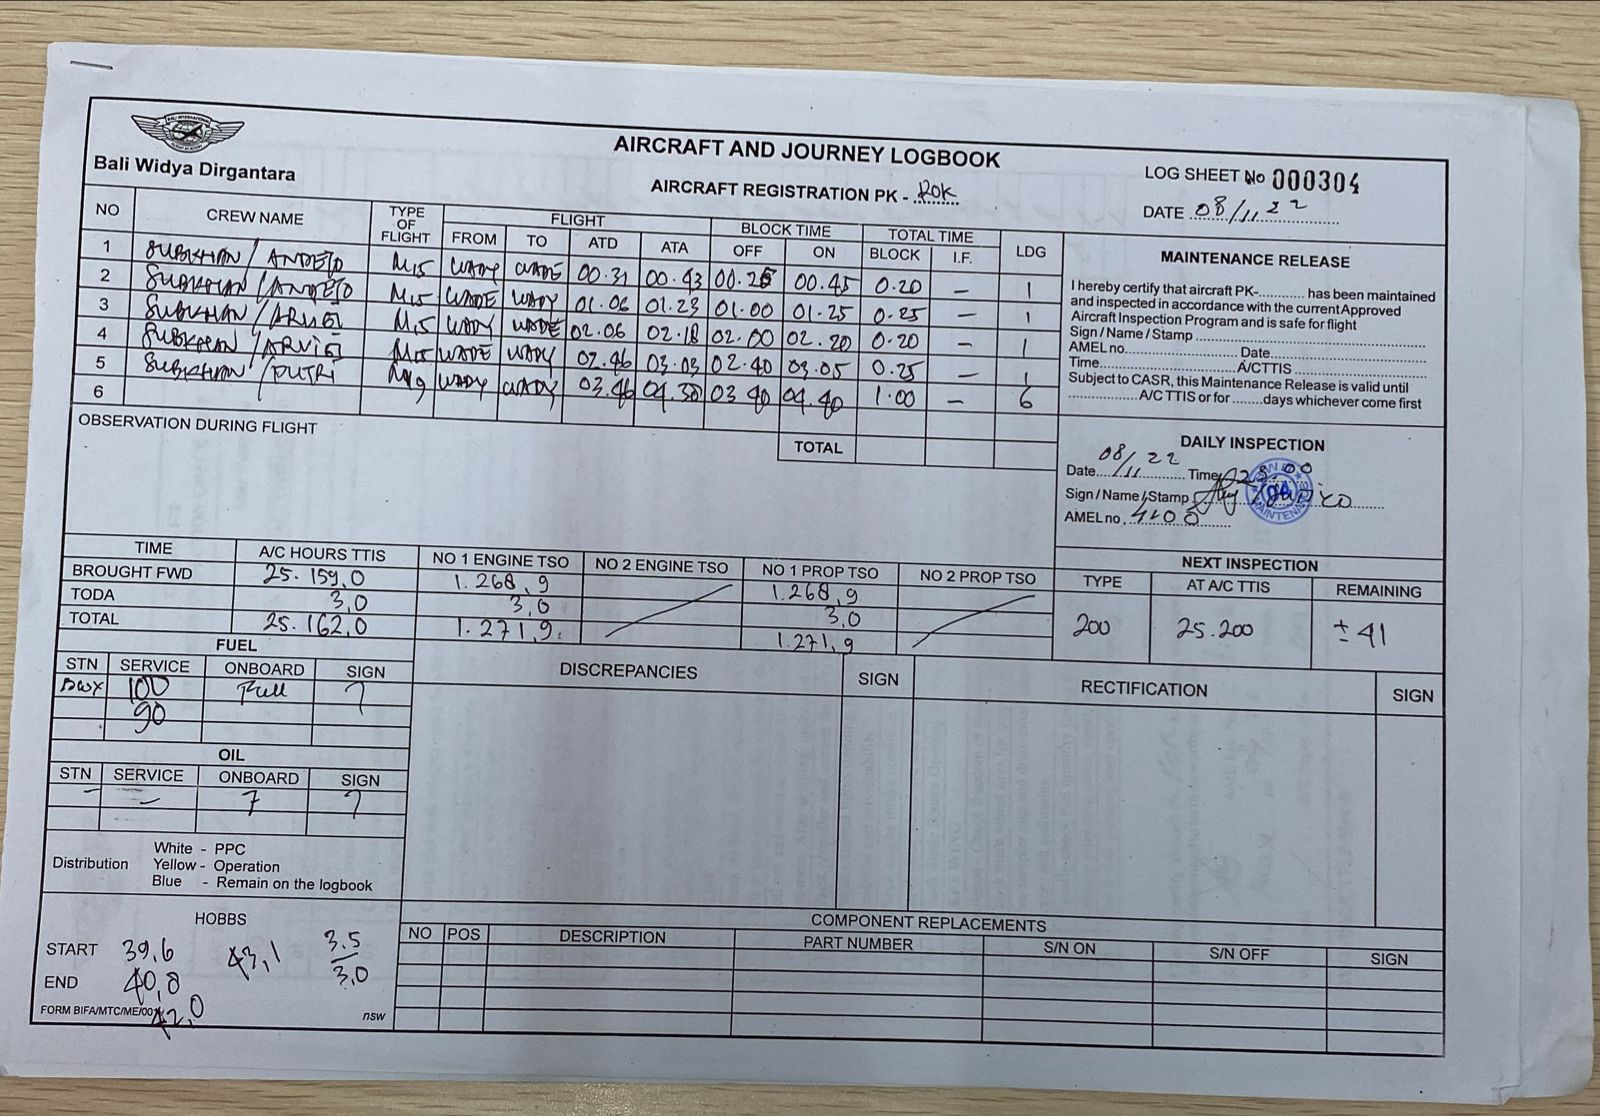 BALI INTERNATIONAL
Bali Widya Dirgantara
AIRCRAFT AND JOURNEY LOGBOOK
AIRCRAFT REGISTRATION PK - ROK
LOG SHEET No 000304
DATE 08/11 22
NO CREW NAME TYPE OF FLIGHT FLIGHT BLOCK TIME TOTAL TIME LDG
FROM TO ATD ATA OFF ON BLOCK I.F.
1 SUBKHAN / M15 WADY WADE 00.31 00.43 00.25 00.45 0.20 – 1
2 SUBKHAN / M15 WADE WADY 01.06 01.23 01.00 01.25 0.25 – 1
3 SUBKHAN / M15 WADY WADE 02.06 02.18 02.00 02.20 0.20 – 1
4 SUBKHAN / M15 WADE WADY 02.46 03.03 02.40 03.05 0.25 – 1
5 SUBKHAN / PUTRI WADY WADY 03.46 04.30 03.40 04.40 1.00 – 6
6
TOTAL
OBSERVATION DURING FLIGHT
MAINTENANCE RELEASE
I hereby certify that aircraft PK-............ has been maintained
and inspected in accordance with the current Approved
Aircraft Inspection Program and is safe for flight
Sign / Name / Stamp
AMEL no. Date
Time A/CTTIS
Subject to CASR, this Maintenance Release is valid until
A/C TTIS or for ........days whichever come first
DAILY INSPECTION
Date 08/11 22 Time 23.00
Sign / Name / Stamp
AMEL no.
TIME A/C HOURS TTIS NO 1 ENGINE TSO NO 2 ENGINE TSO NO 1 PROP TSO NO 2 PROP TSO
BROUGHT FWD 25.159,0 1.268,9 1.268,9
TODA 3,0 3,0 3,0
TOTAL 25.162,0 1.271,9 1.271,9
NEXT INSPECTION
TYPE AT A/C TTIS REMAINING
200 25.200 ± 41
FUEL
STN SERVICE ONBOARD SIGN
100 Full
90
OIL
STN SERVICE ONBOARD SIGN
– – 7
DISCREPANCIES SIGN RECTIFICATION SIGN
Distribution
White - PPC
Yellow - Operation
Blue - Remain on the logbook
HOBBS
START 39,6 43,1 3.5
END 40,8 3,0
42,0
FORM BIFA/MTC/ME/001
nsw
COMPONENT REPLACEMENTS
NO POS DESCRIPTION PART NUMBER S/N ON S/N OFF SIGN